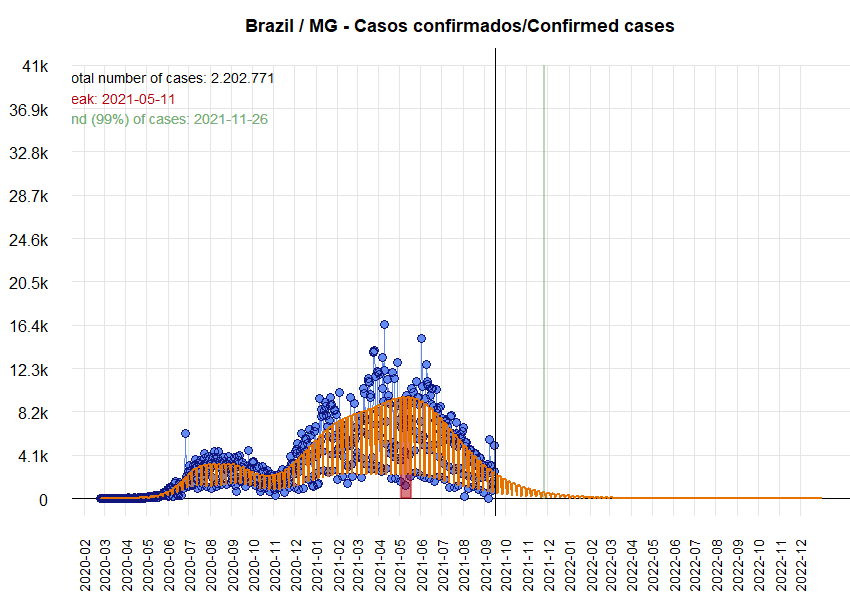 Brazil / MG - Casos confirmados/Confirmed cases
41k
otal number of cases: 2.202.771
eak: 2021-05-11
36.9k
nd (99%) of cases: 2021-11-26
32.8k
28.7k
24.6k
20.5k
16.4k
12.3k
8.2k
4.1k
0
2020-02
2020-03
2020-04
2020-05
2020-06
2020-07
2020-08
2020-09
2020-10
2020-11
2020-12
2021-01
2021-02
2021-03
2021-04
2021-05
2021-06
2021-07
2021-08
2021-09
2021-10
2021-11
2021-12
2022-01
2022-02
2022-03
2022-04
2022-05
2022-06
2022-07
2022-08
2022-09
2022-10
2022-11
2022-12